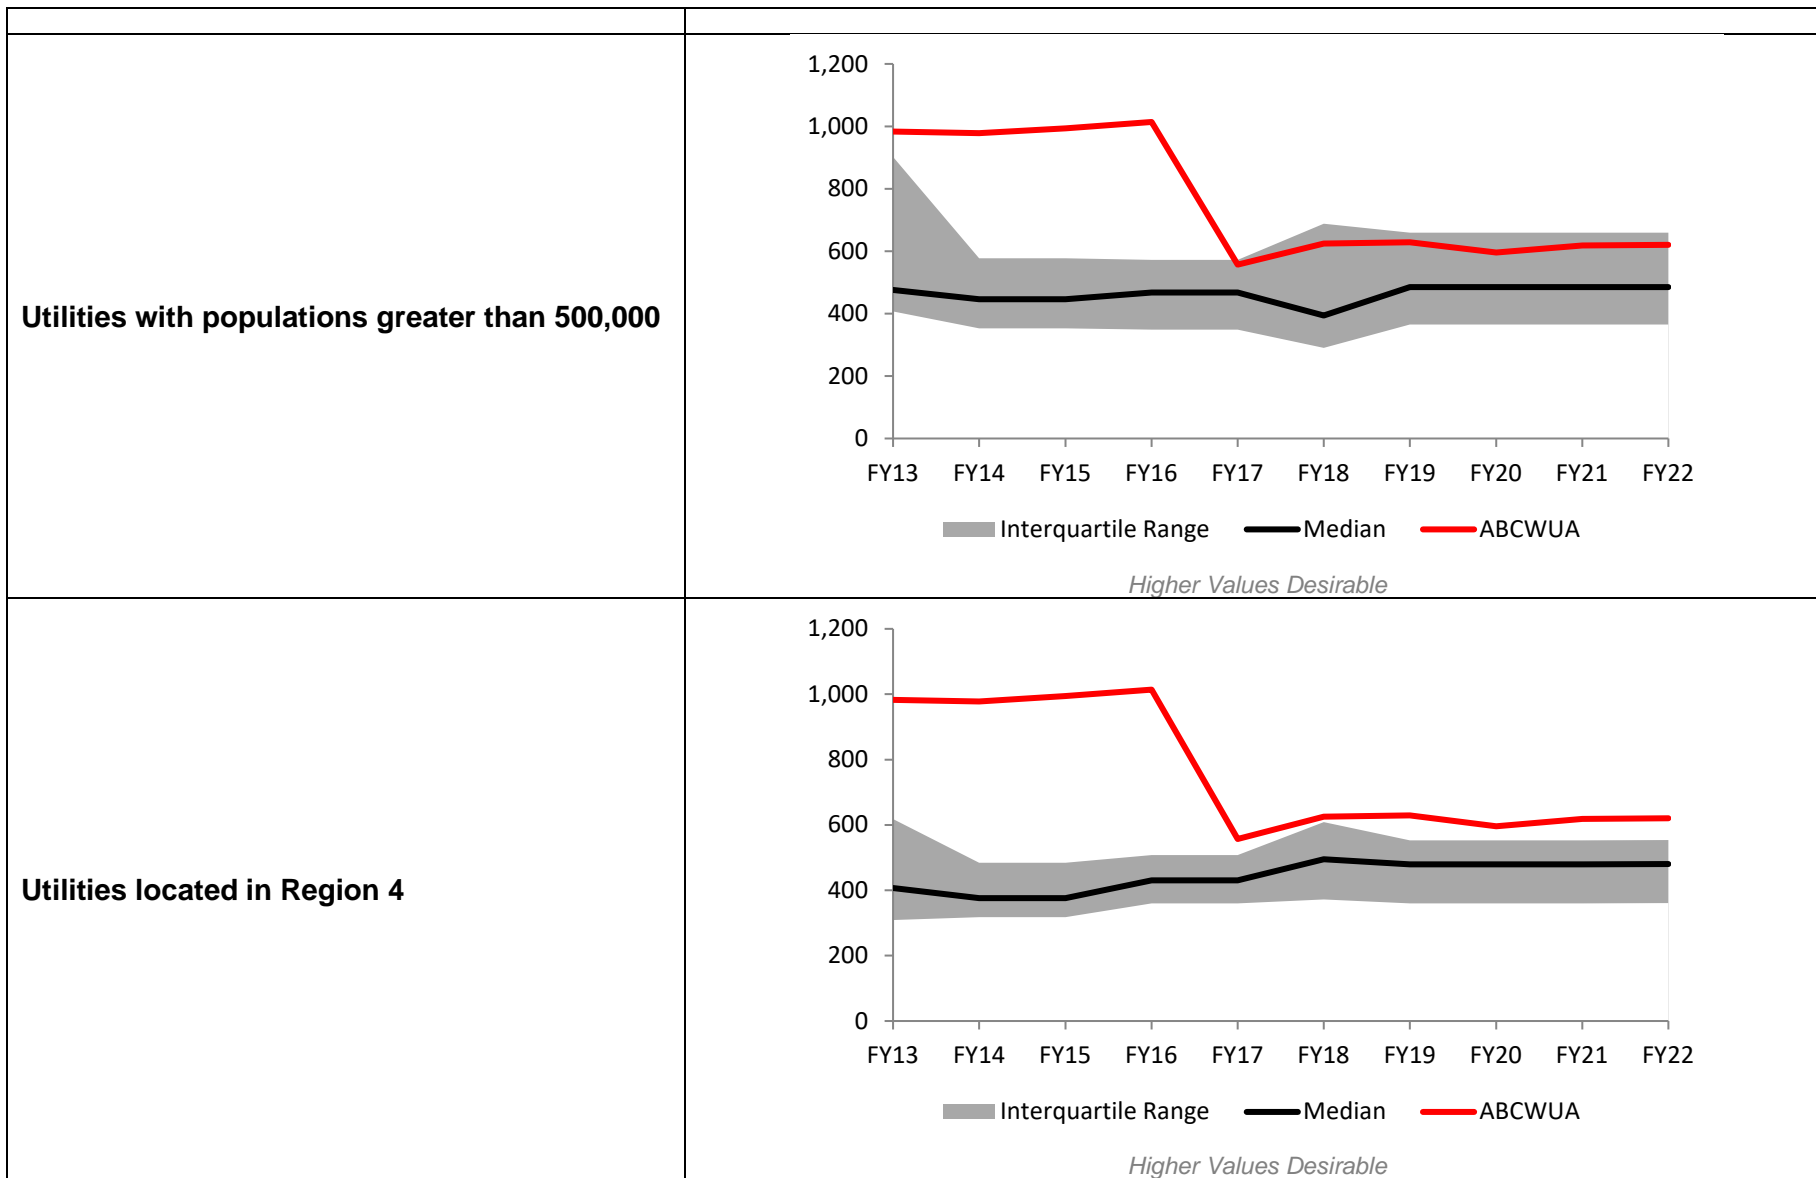 Utilities with populations greater than 500,000
1,200
1,000
800
600
400
200
0
FY13 FY14 FY15 FY16 FY17 FY18 FY19 FY20 FY21 FY22
Interquartile Range Median ABCWUA
Higher Values Desirable
Utilities located in Region 4
1,200
1,000
800
600
400
200
0
FY13 FY14 FY15 FY16 FY17 FY18 FY19 FY20 FY21 FY22
Interquartile Range Median ABCWUA
Higher Values Desirable